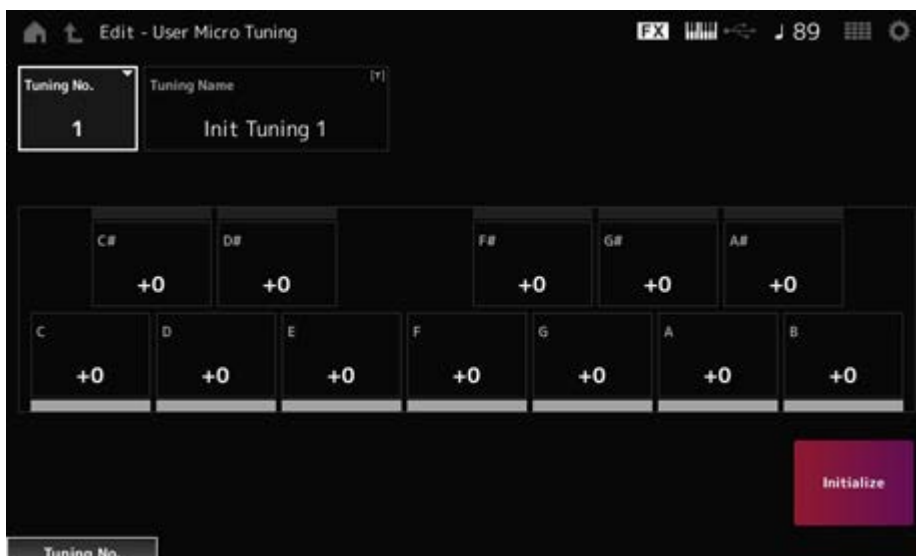 Edit - User Micro Tuning FX ♩ 89
Tuning No. Tuning Name [T]
1 Init Tuning 1
C# D# F# G# A#
+0 +0 +0 +0 +0
C D E F G A B
+0 +0 +0 +0 +0 +0 +0
Initialize
Tuning No.